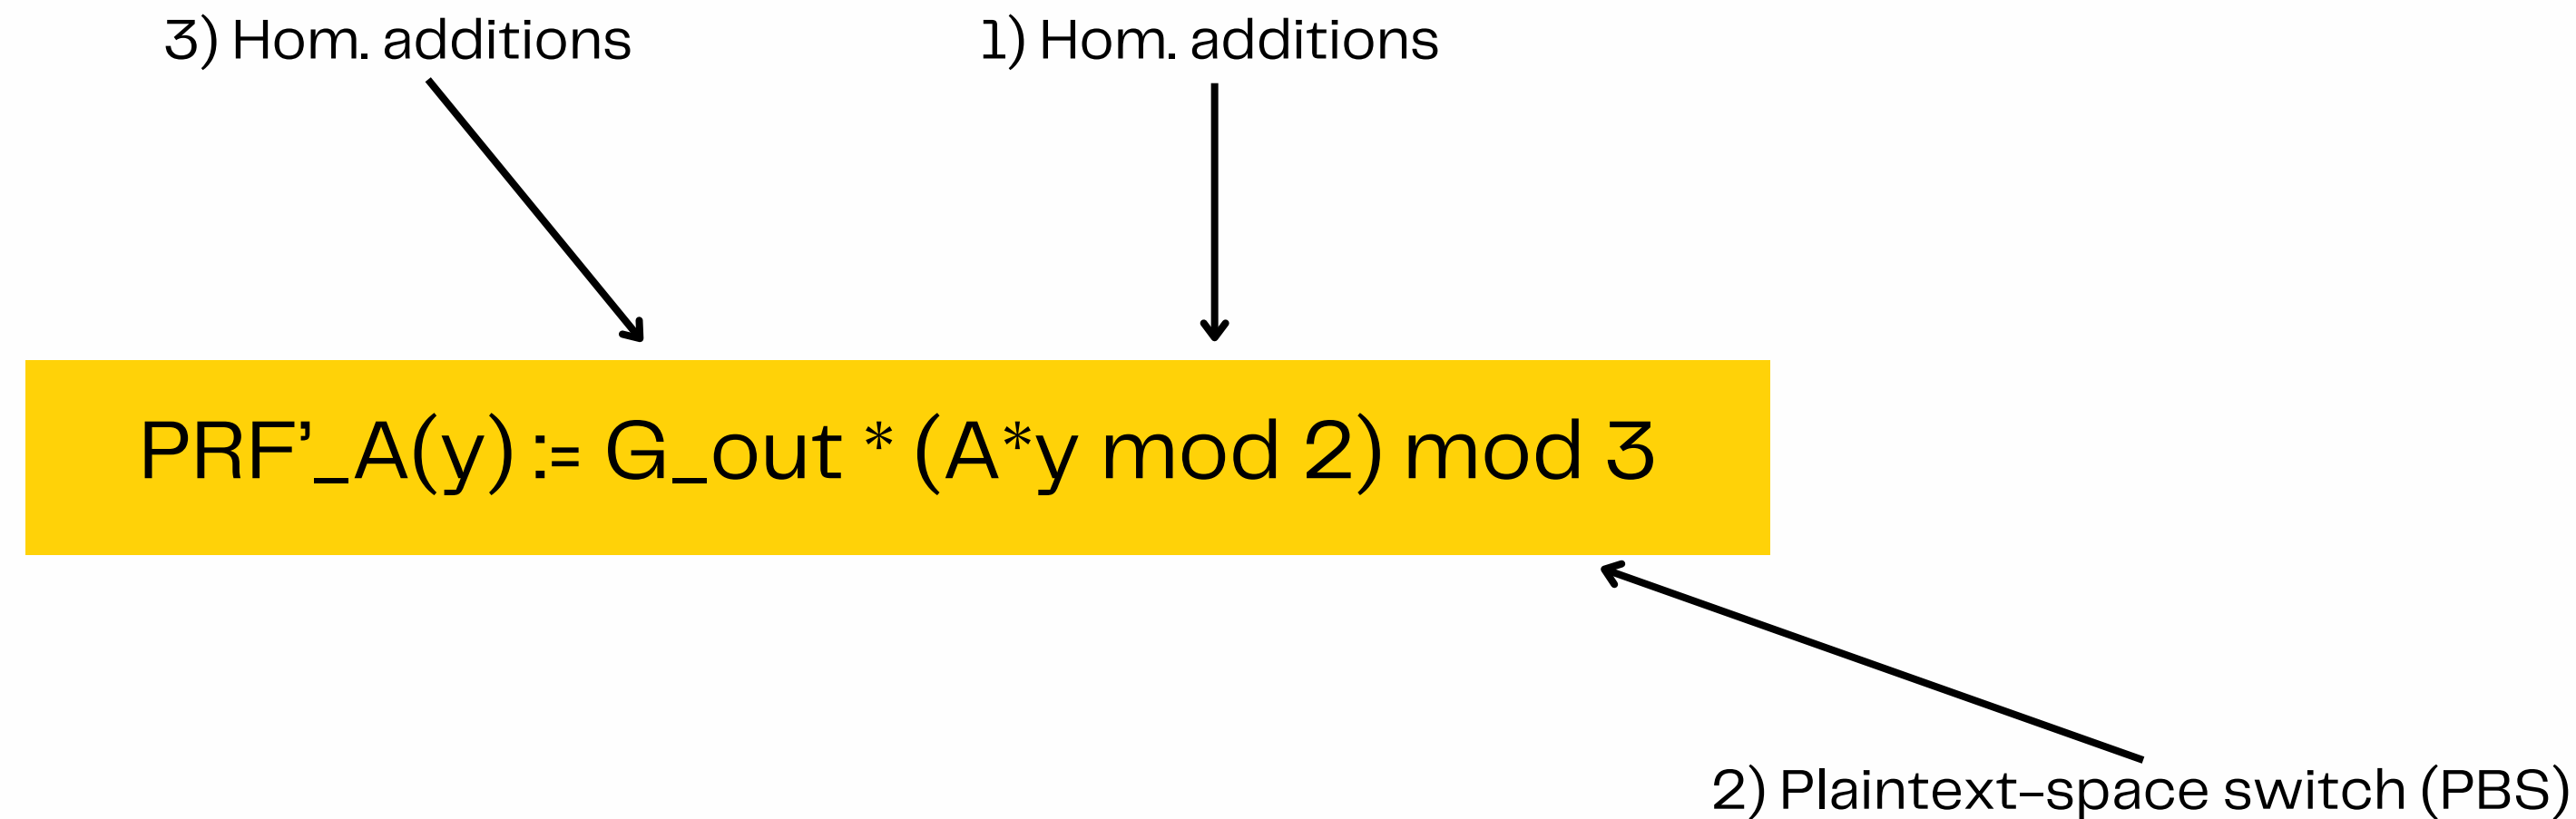 3) Hom. additions
1) Hom. additions
PRF’_A(y) := G_out * (A*y mod 2) mod 3
2) Plaintext-space switch (PBS)